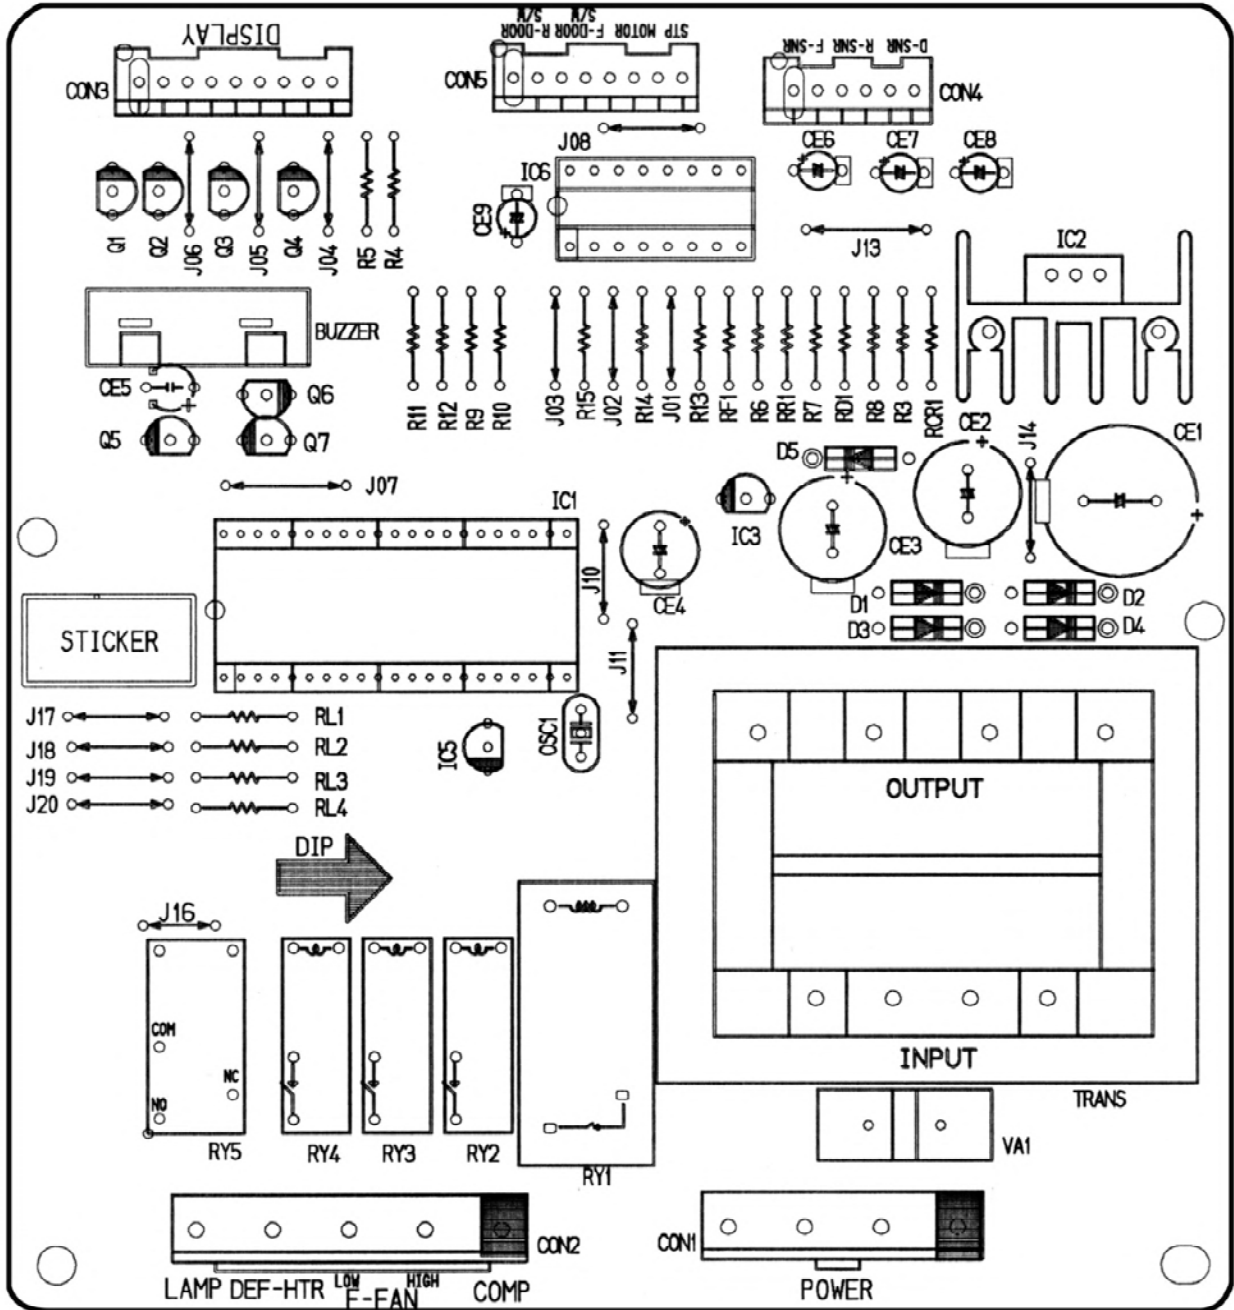 DISPLAY
CON3
R-DOOR S/W
F-DOOR S/W
STP MOTOR
CON5
F-SNR R-SNR D-SNR
CON4
J08
IC6
CE9
CE6
CE7
CE8
J13
Q1
Q2
J06
Q3
J05
Q4
J04
R5
R4
IC2
BUZZER
CE5
Q6
Q5
Q7
R11
R12
R9
R10
J03
R15
J02
R14
J01
R13
RF1
R6
RR1
R7
RD1
R8
R3
RCR1
CE2
J14
CE1
D5
J07
IC1
IC3
CE3
J10
CE4
D1
D2
D3
D4
STICKER
J11
J17
RL1
J18
RL2
J19
RL3
J20
RL4
IC5
OSC1
OUTPUT
DIP
J16
COM
NC
NO
RY5
RY4
RY3
RY2
RY1
INPUT
TRANS
VA1
CON2
CON1
LAMP DEF-HTR LOW HIGH COMP
F-FAN
POWER